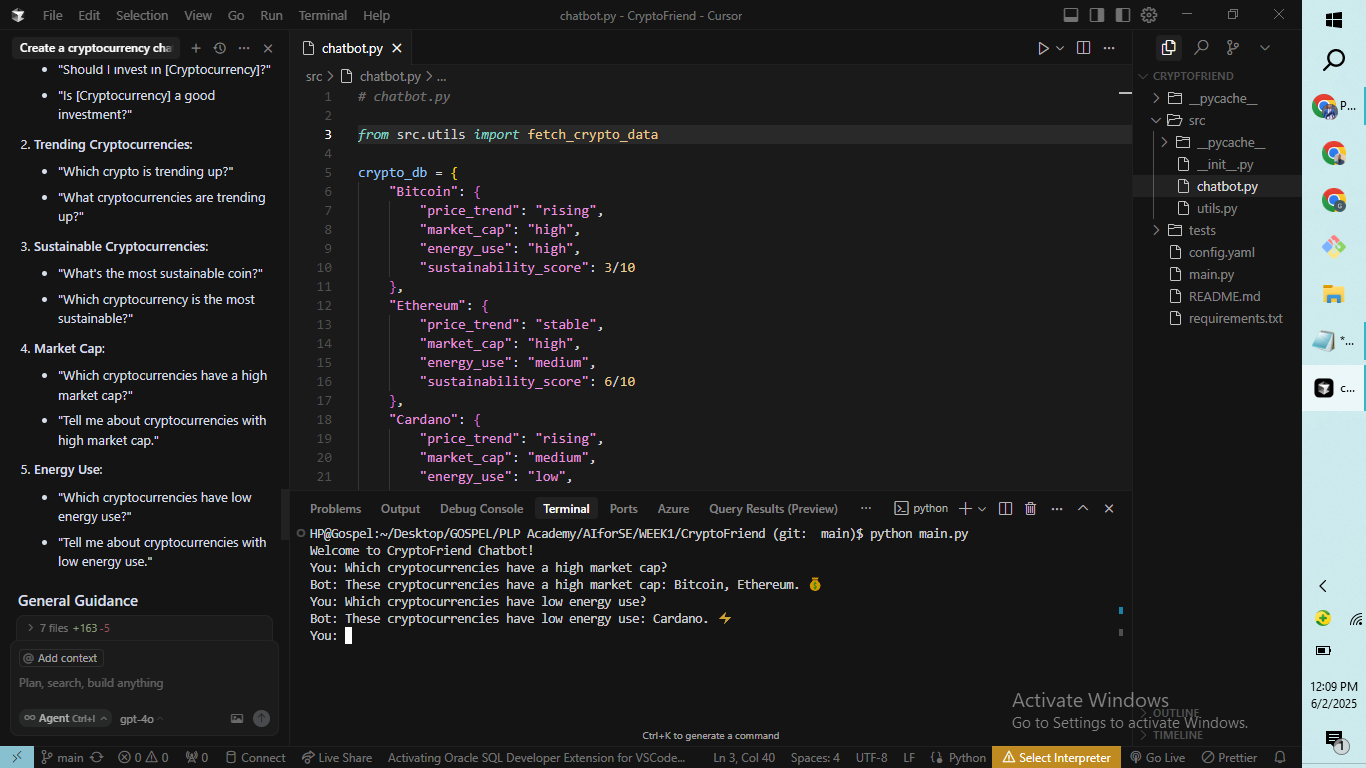 File Edit Selection View Go Run Terminal Help
chatbot.py - CryptoFriend - Cursor
Create a cryptocurrency cha
"Should I invest in [Cryptocurrency]?"
"Is [Cryptocurrency] a good
investment?"
2. Trending Cryptocurrencies:
"Which crypto is trending up?"
"What cryptocurrencies are trending
up?"
3. Sustainable Cryptocurrencies:
"What's the most sustainable coin?"
"Which cryptocurrency is the most
sustainable?"
4. Market Cap:
"Which cryptocurrencies have a high
market cap?"
"Tell me about cryptocurrencies with
high market cap."
5. Energy Use:
"Which cryptocurrencies have low
energy use?"
"Tell me about cryptocurrencies with
low energy use."
General Guidance
7 files +163 -5
@ Add context
Plan, search, build anything
∞ Agent Ctrl+I
gpt-4o
chatbot.py
src > chatbot.py > ...
1 # chatbot.py
2
3 from src.utils import fetch_crypto_data
4
5 crypto_db = {
6 "Bitcoin": {
7 "price_trend": "rising",
8 "market_cap": "high",
9 "energy_use": "high",
10 "sustainability_score": 3/10
11 },
12 "Ethereum": {
13 "price_trend": "stable",
14 "market_cap": "high",
15 "energy_use": "medium",
16 "sustainability_score": 6/10
17 },
18 "Cardano": {
19 "price_trend": "rising",
20 "market_cap": "medium",
21 "energy_use": "low",
Problems Output Debug Console Terminal Ports Azure Query Results (Preview) ... python
HP@Gospel:~/Desktop/GOSPEL/PLP Academy/AIforSE/WEEK1/CryptoFriend (git: main)$ python main.py
Welcome to CryptoFriend Chatbot!
You: Which cryptocurrencies have a high market cap?
Bot: These cryptocurrencies have a high market cap: Bitcoin, Ethereum. 💰
You: Which cryptocurrencies have low energy use?
Bot: These cryptocurrencies have low energy use: Cardano. ⚡
You:
Ctrl+K to generate a command
CRYPTOFRIEND
__pycache__
src
__pycache__
__init__.py
chatbot.py
utils.py
tests
config.yaml
main.py
README.md
requirements.txt
OUTLINE
TIMELINE
Activate Windows
Go to Settings to activate Windows.
main 0 0 0 Connect Live Share Activating Oracle SQL Developer Extension for VSCode... Ln 3, Col 40 Spaces: 4 UTF-8 LF Python Select Interpreter Go Live Prettier
P...
*...
c...
12:09 PM
6/2/2025
1